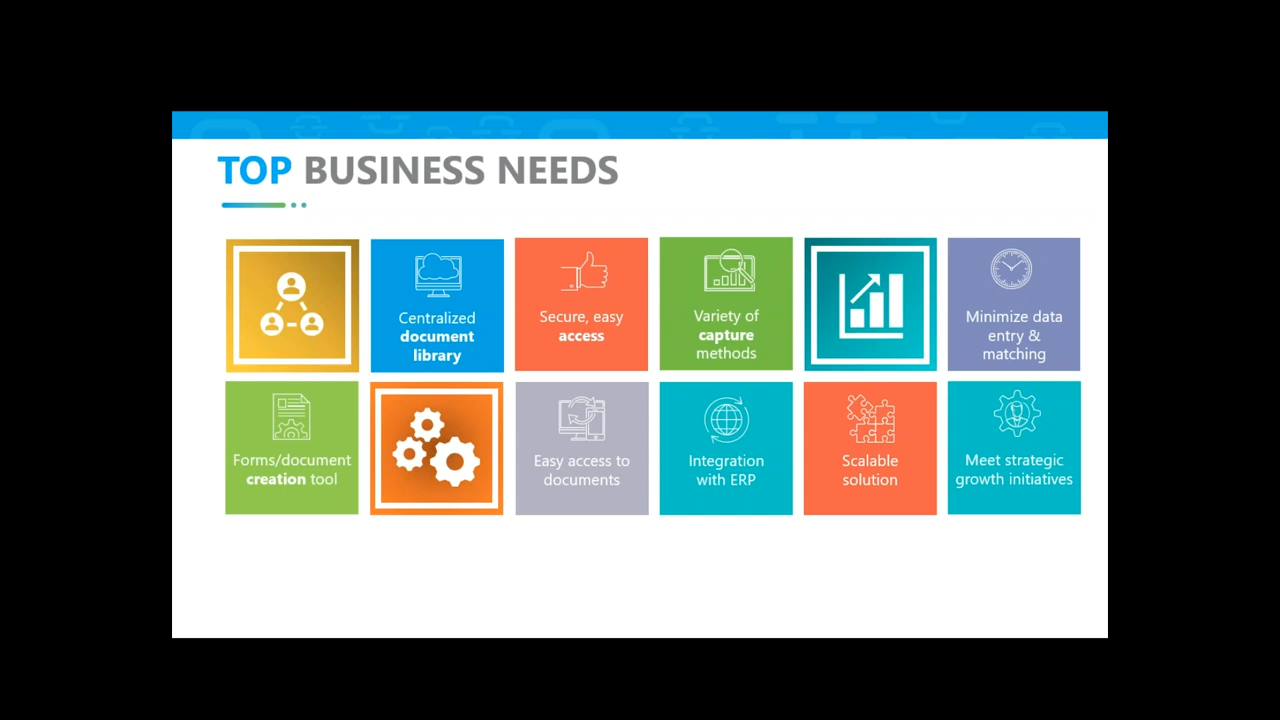 TOP BUSINESS NEEDS
Centralized
document
library
Secure, easy
access
Variety of
capture
methods
Minimize data
entry &
matching
Forms/document
creation tool
Easy access to
documents
Integration
with ERP
Scalable
solution
Meet strategic
growth initiatives